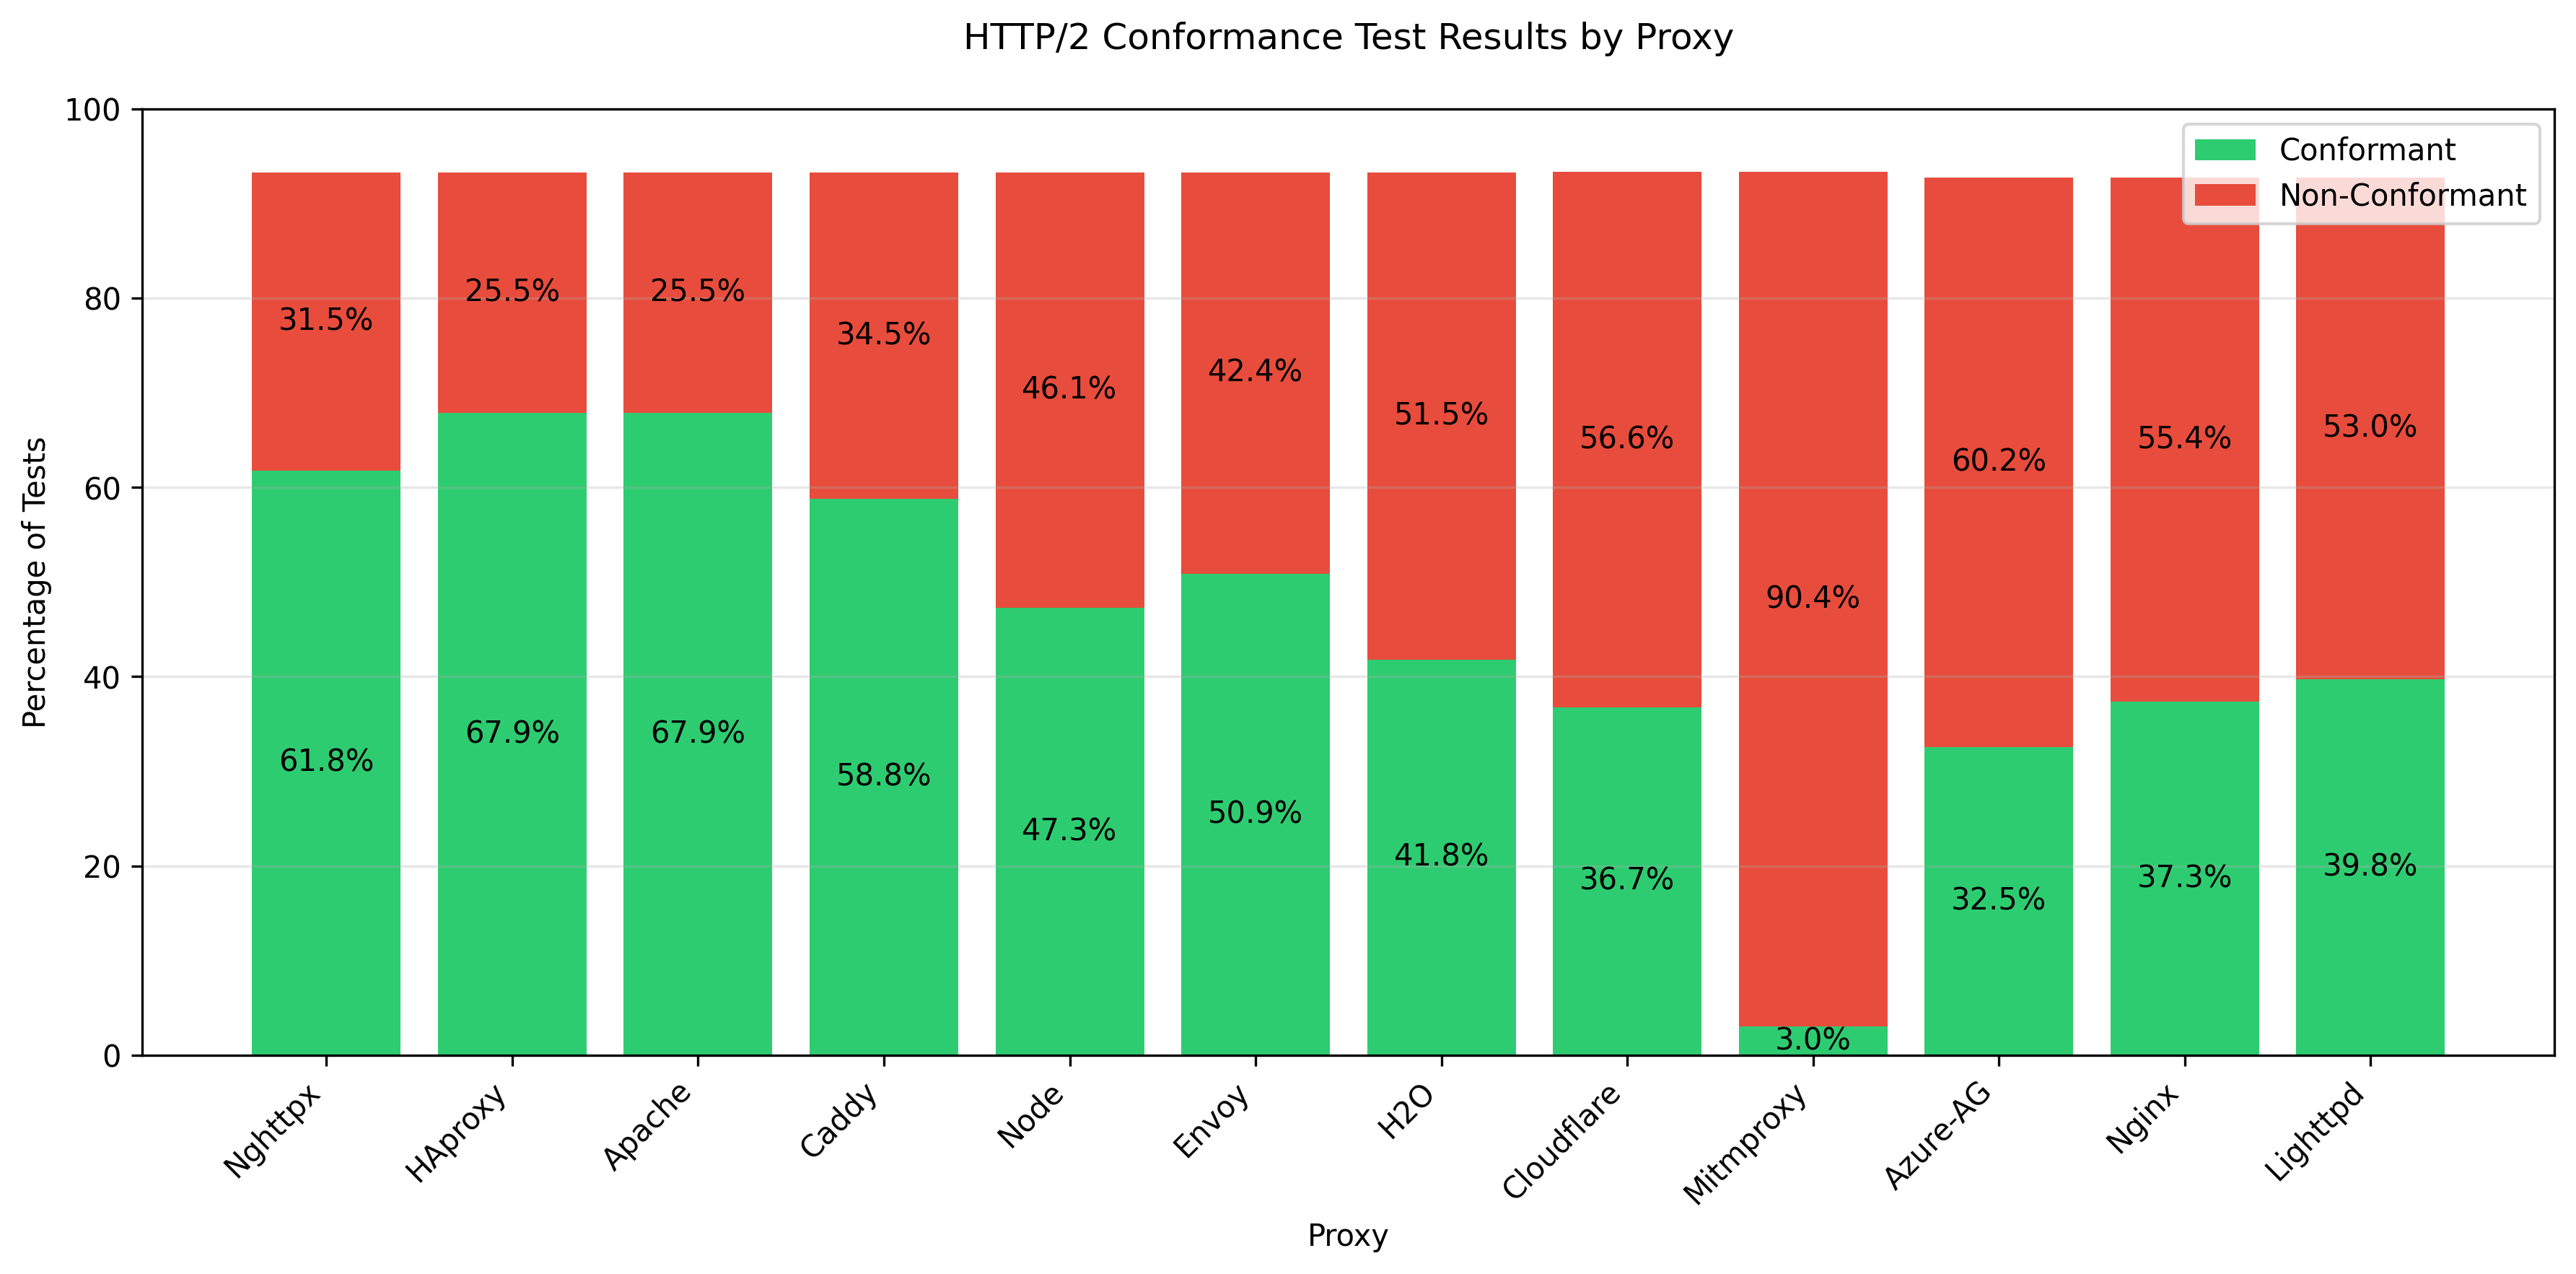 HTTP/2 Conformance Test Results by Proxy
Conformant
Non-Conformant
Percentage of Tests
100
80
60
40
20
0
31.5%
25.5%
25.5%
34.5%
46.1%
42.4%
51.5%
56.6%
90.4%
60.2%
55.4%
53.0%
61.8%
67.9%
67.9%
58.8%
47.3%
50.9%
41.8%
36.7%
3.0%
32.5%
37.3%
39.8%
Nghttpx
HAproxy
Apache
Caddy
Node
Envoy
H2O
Cloudflare
Mitmproxy
Azure-AG
Nginx
Lighttpd
Proxy